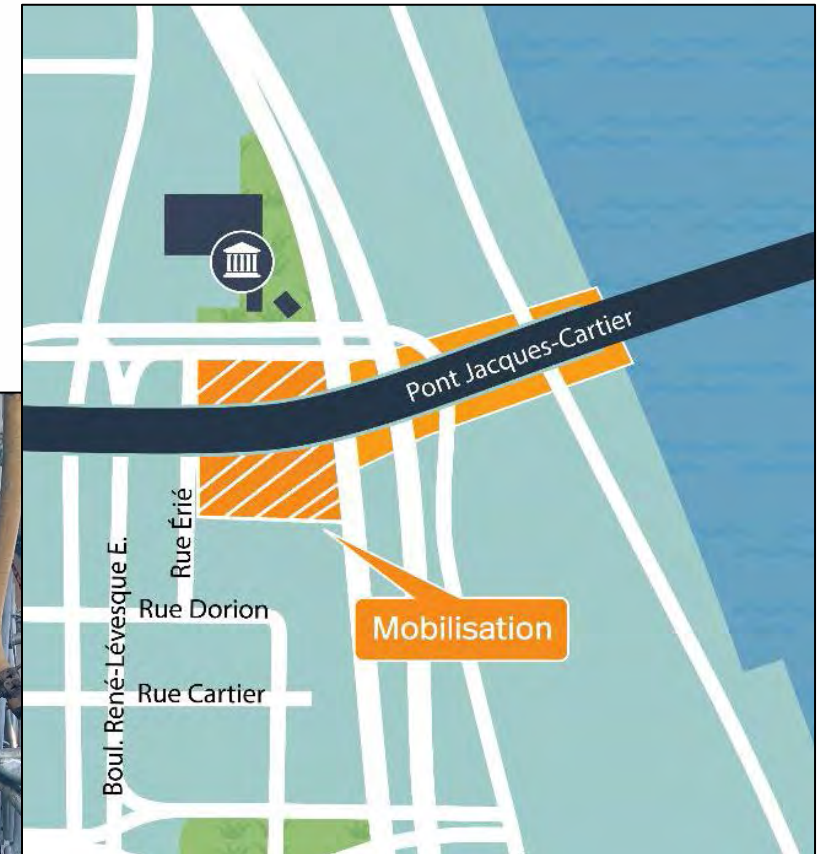 Pont Jacques-Cartier
Rue Érié
Boul. René-Lévesque E.
Rue Dorion
Mobilisation
Rue Cartier